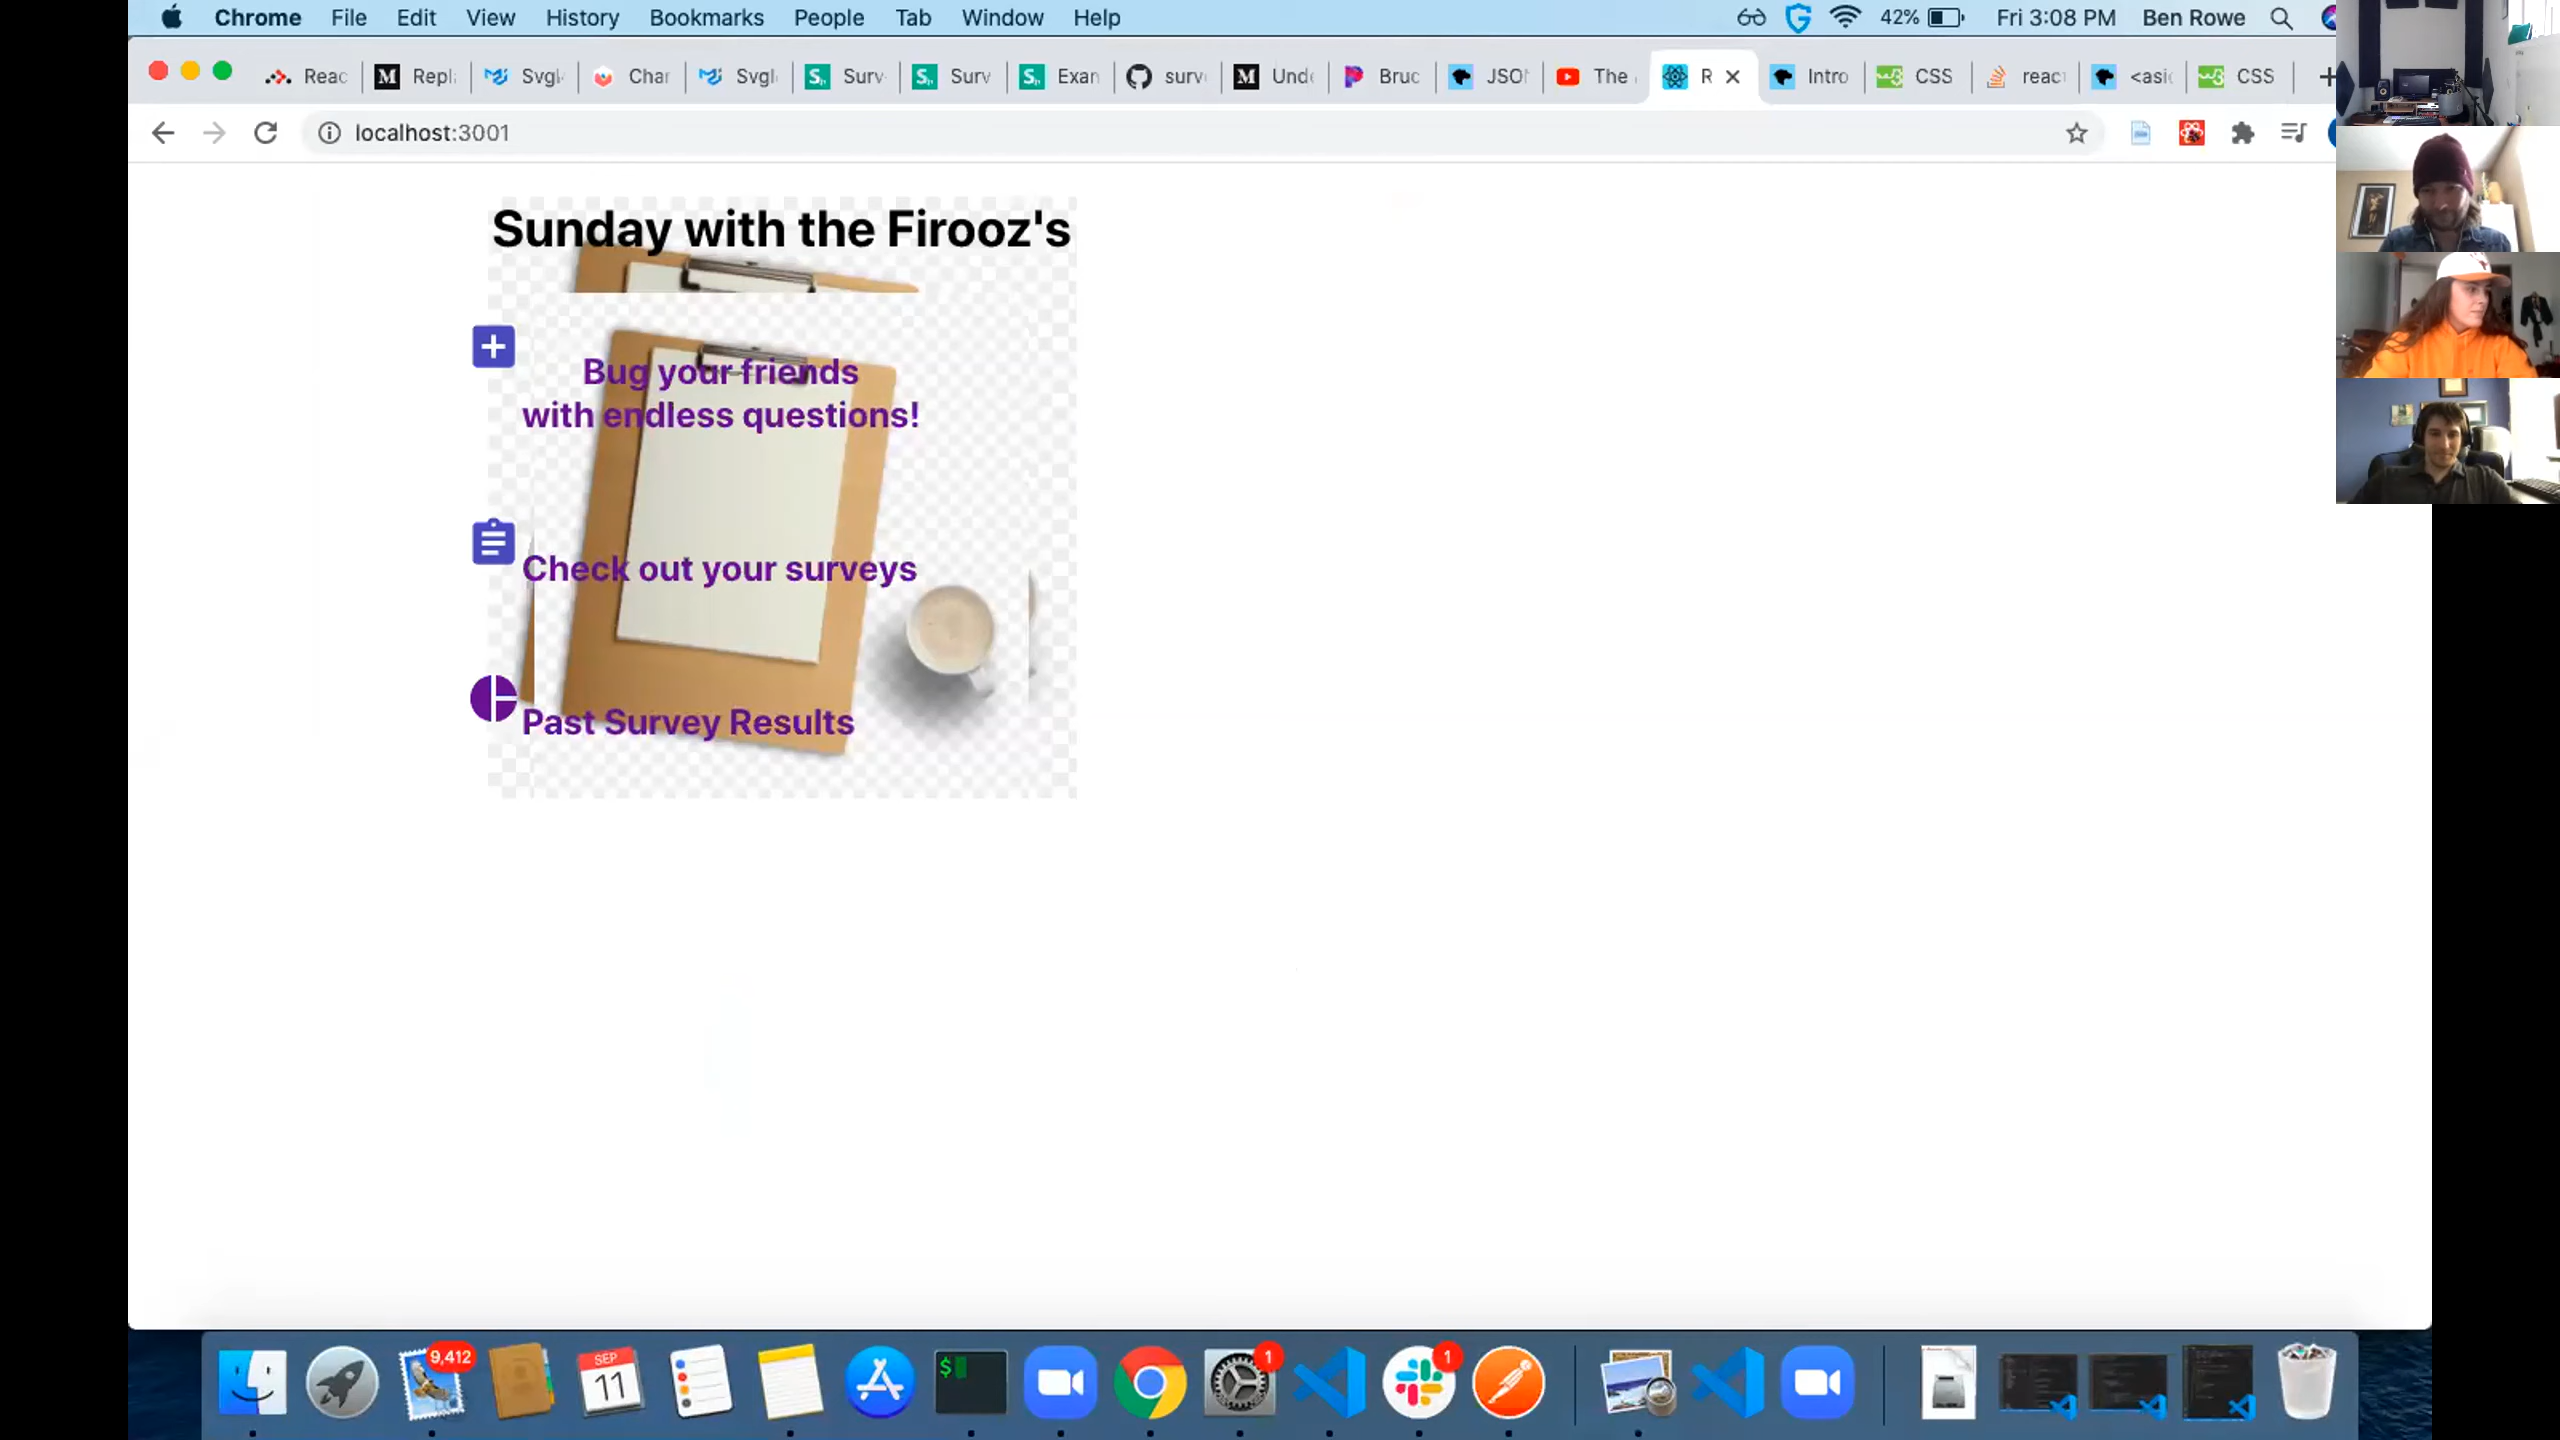 Chrome File Edit View History Bookmarks People Tab Window Help 42% Fri 3:08 PM Ben Rowe
Reac Repl Svgl Char Svgl Surv Surv Exan surv Und Bruc JSO The R Intro CSS reac <asi CSS
localhost:3001
Sunday with the Firooz's
Bug your friends
with endless questions!
Check out your surveys
Past Survey Results
9,412
SEP
11
$
1
1